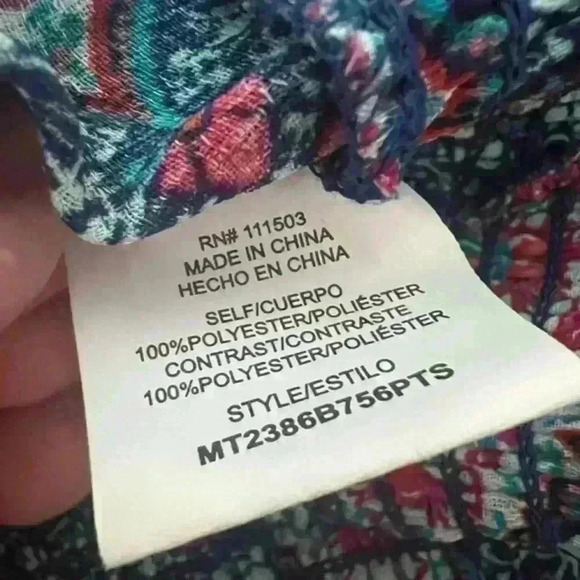 RN# 111503
MADE IN CHINA
HECHO EN CHINA
SELF/CUERPO
100%POLYESTER/POLIÉSTER
CONTRAST/CONTRASTE
100%POLYESTER/POLIÉSTER
STYLE/ESTILO
MT2386B756PTS